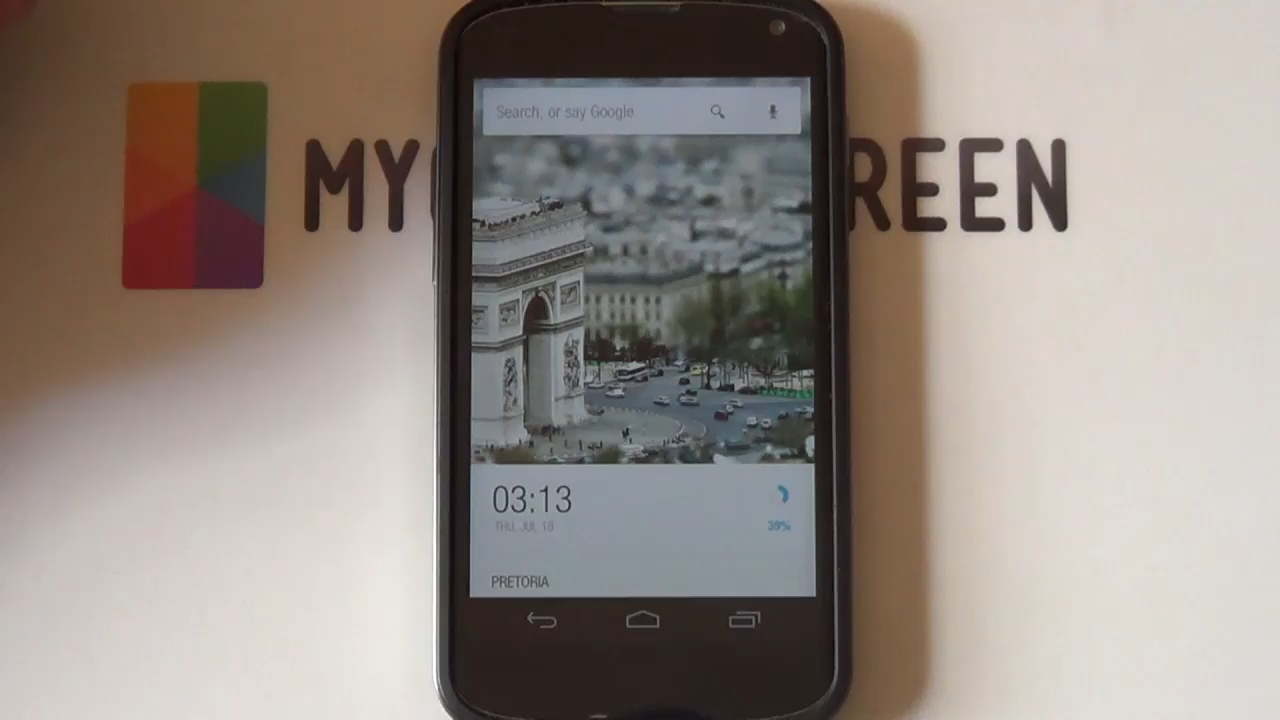 MY REEN
Search, or say Google
03:13
THU, JUL 18
39%
PRETORIA